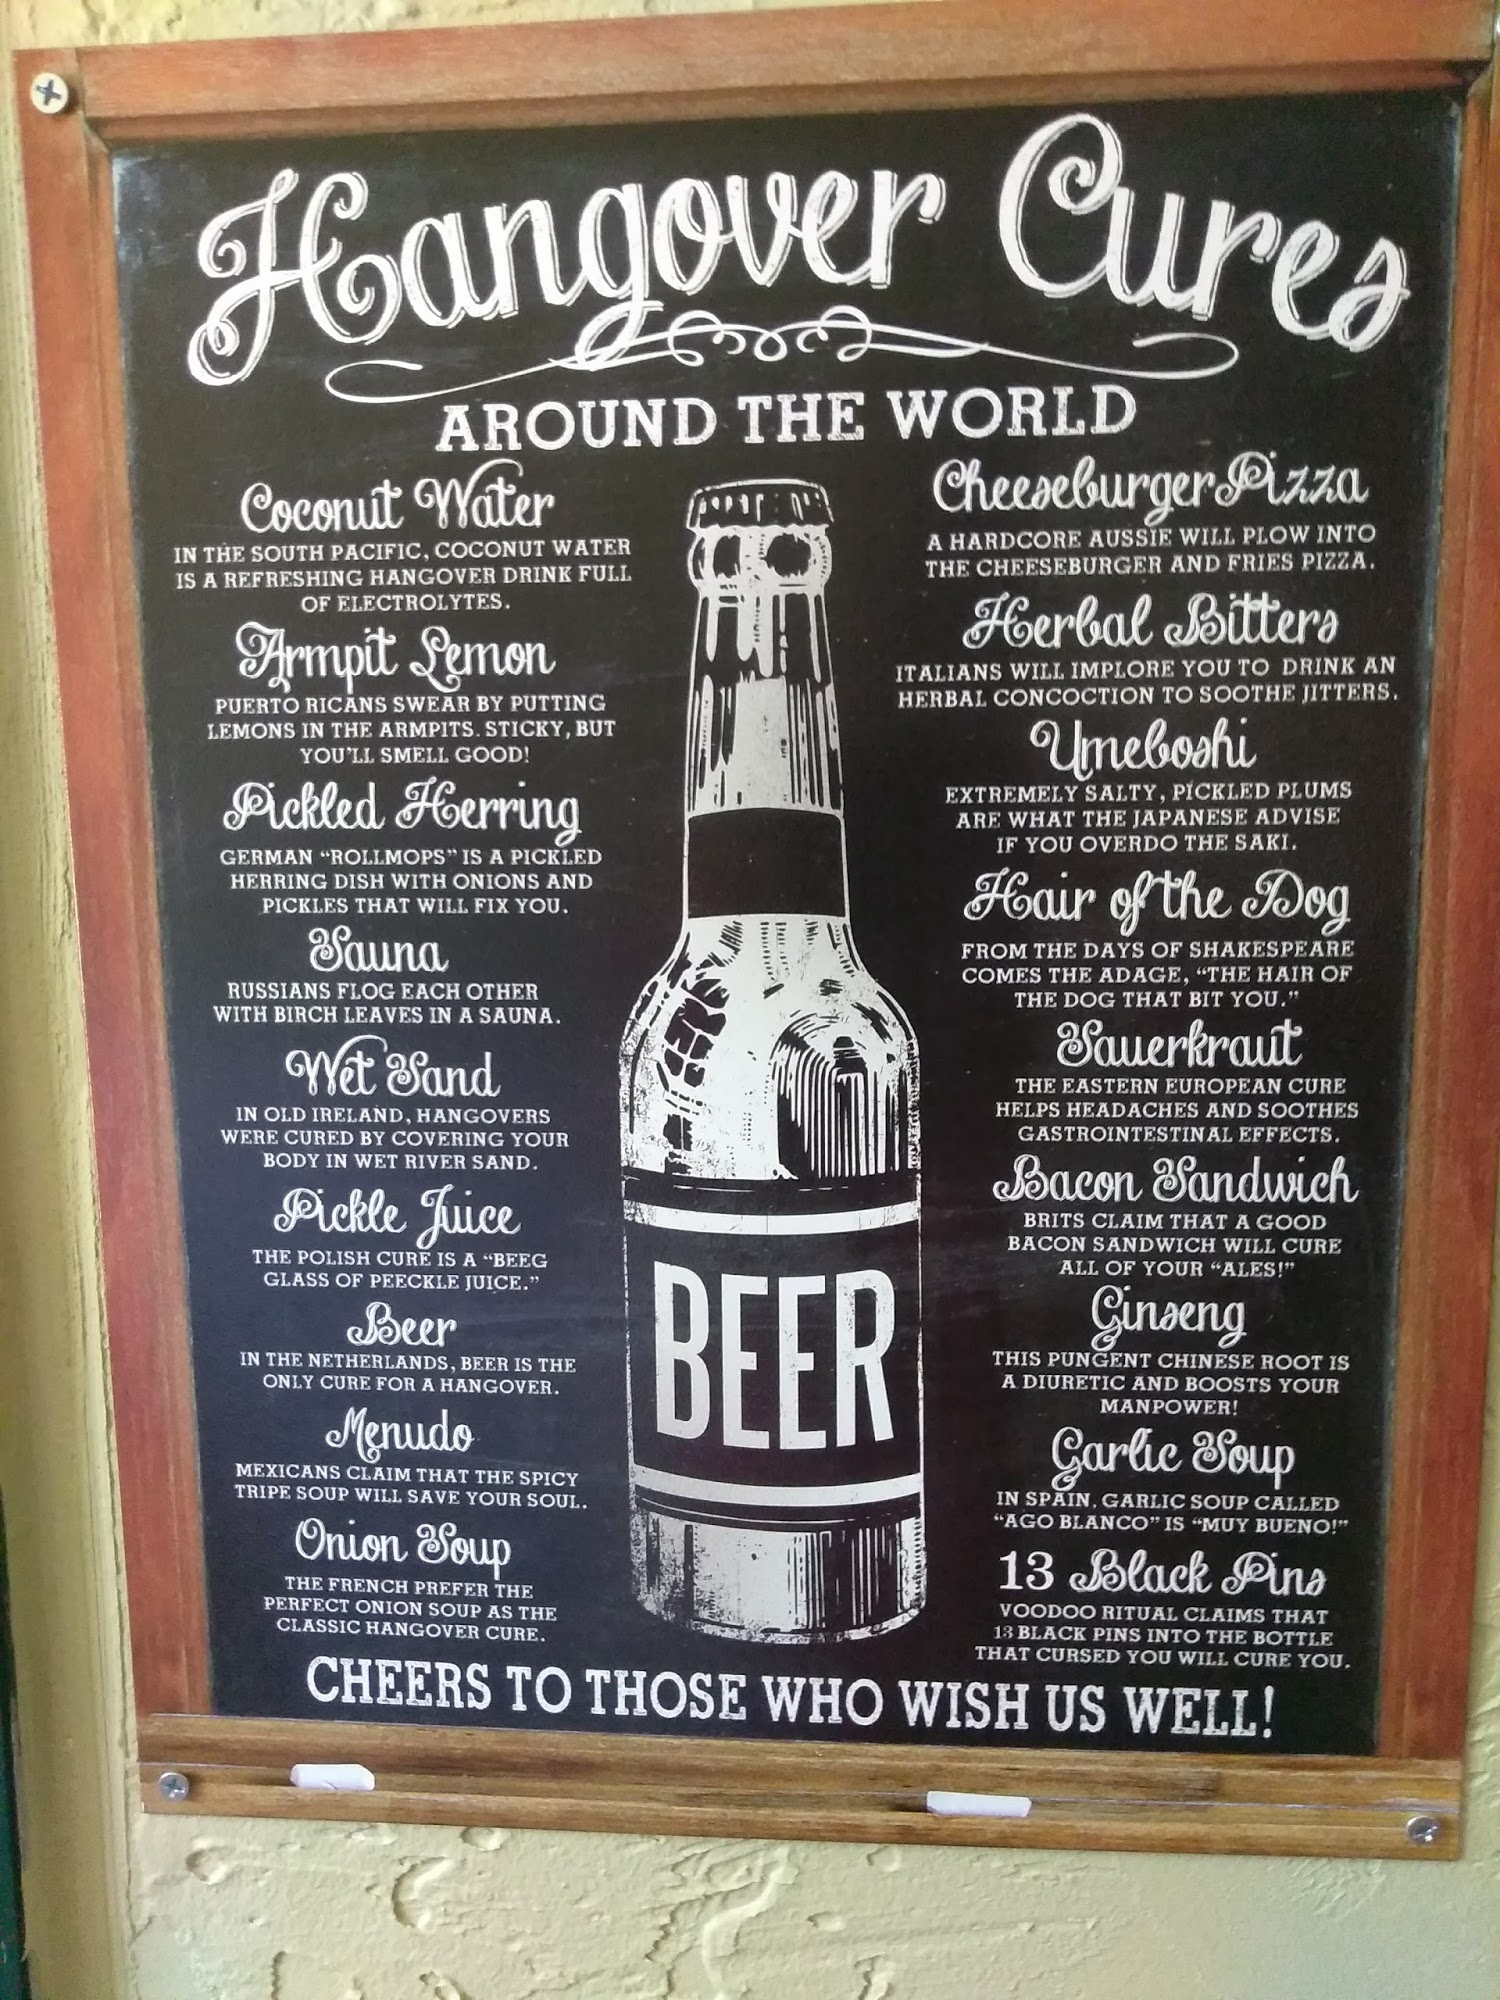 Hangover Cures
AROUND THE WORLD
Coconut Water
IN THE SOUTH PACIFIC, COCONUT WATER
IS A REFRESHING HANGOVER DRINK FULL
OF ELECTROLYTES.
Armpit Lemon
PUERTO RICANS SWEAR BY PUTTING
LEMONS IN THE ARMPITS. STICKY, BUT
YOU'LL SMELL GOOD!
Pickled Herring
GERMAN "ROLLMOPS" IS A PICKLED
HERRING DISH WITH ONIONS AND
PICKLES THAT WILL FIX YOU.
Sauna
RUSSIANS FLOG EACH OTHER
WITH BIRCH LEAVES IN A SAUNA.
Wet Sand
IN OLD IRELAND, HANGOVERS
WERE CURED BY COVERING YOUR
BODY IN WET RIVER SAND.
Pickle Juice
THE POLISH CURE IS A "BEEG
GLASS OF PEECKLE JUICE."
Beer
IN THE NETHERLANDS, BEER IS THE
ONLY CURE FOR A HANGOVER.
Menudo
MEXICANS CLAIM THAT THE SPICY
TRIPE SOUP WILL SAVE YOUR SOUL.
Onion Soup
THE FRENCH PREFER THE
PERFECT ONION SOUP AS THE
CLASSIC HANGOVER CURE.
BEER
Cheeseburger Pizza
A HARDCORE AUSSIE WILL PLOW INTO
THE CHEESEBURGER AND FRIES PIZZA.
Herbal Bitters
ITALIANS WILL IMPLORE YOU TO DRINK AN
HERBAL CONCOCTION TO SOOTHE JITTERS.
Umeboshi
EXTREMELY SALTY, PICKLED PLUMS
ARE WHAT THE JAPANESE ADVISE
IF YOU OVERDO THE SAKI.
Hair of the Dog
FROM THE DAYS OF SHAKESPEARE
COMES THE ADAGE, "THE HAIR OF
THE DOG THAT BIT YOU."
Sauerkraut
THE EASTERN EUROPEAN CURE
HELPS HEADACHES AND SOOTHES
GASTROINTESTINAL EFFECTS.
Bacon Sandwich
BRITS CLAIM THAT A GOOD
BACON SANDWICH WILL CURE
ALL OF YOUR "ALES!"
Ginseng
THIS PUNGENT CHINESE ROOT IS
A DIURETIC AND BOOSTS YOUR
MANPOWER!
Garlic Soup
IN SPAIN, GARLIC SOUP CALLED
"AGO BLANCO" IS "MUY BUENO!"
13 Black Pins
VOODOO RITUAL CLAIMS THAT
13 BLACK PINS INTO THE BOTTLE
THAT CURSED YOU WILL CURE YOU.
CHEERS TO THOSE WHO WISH US WELL!